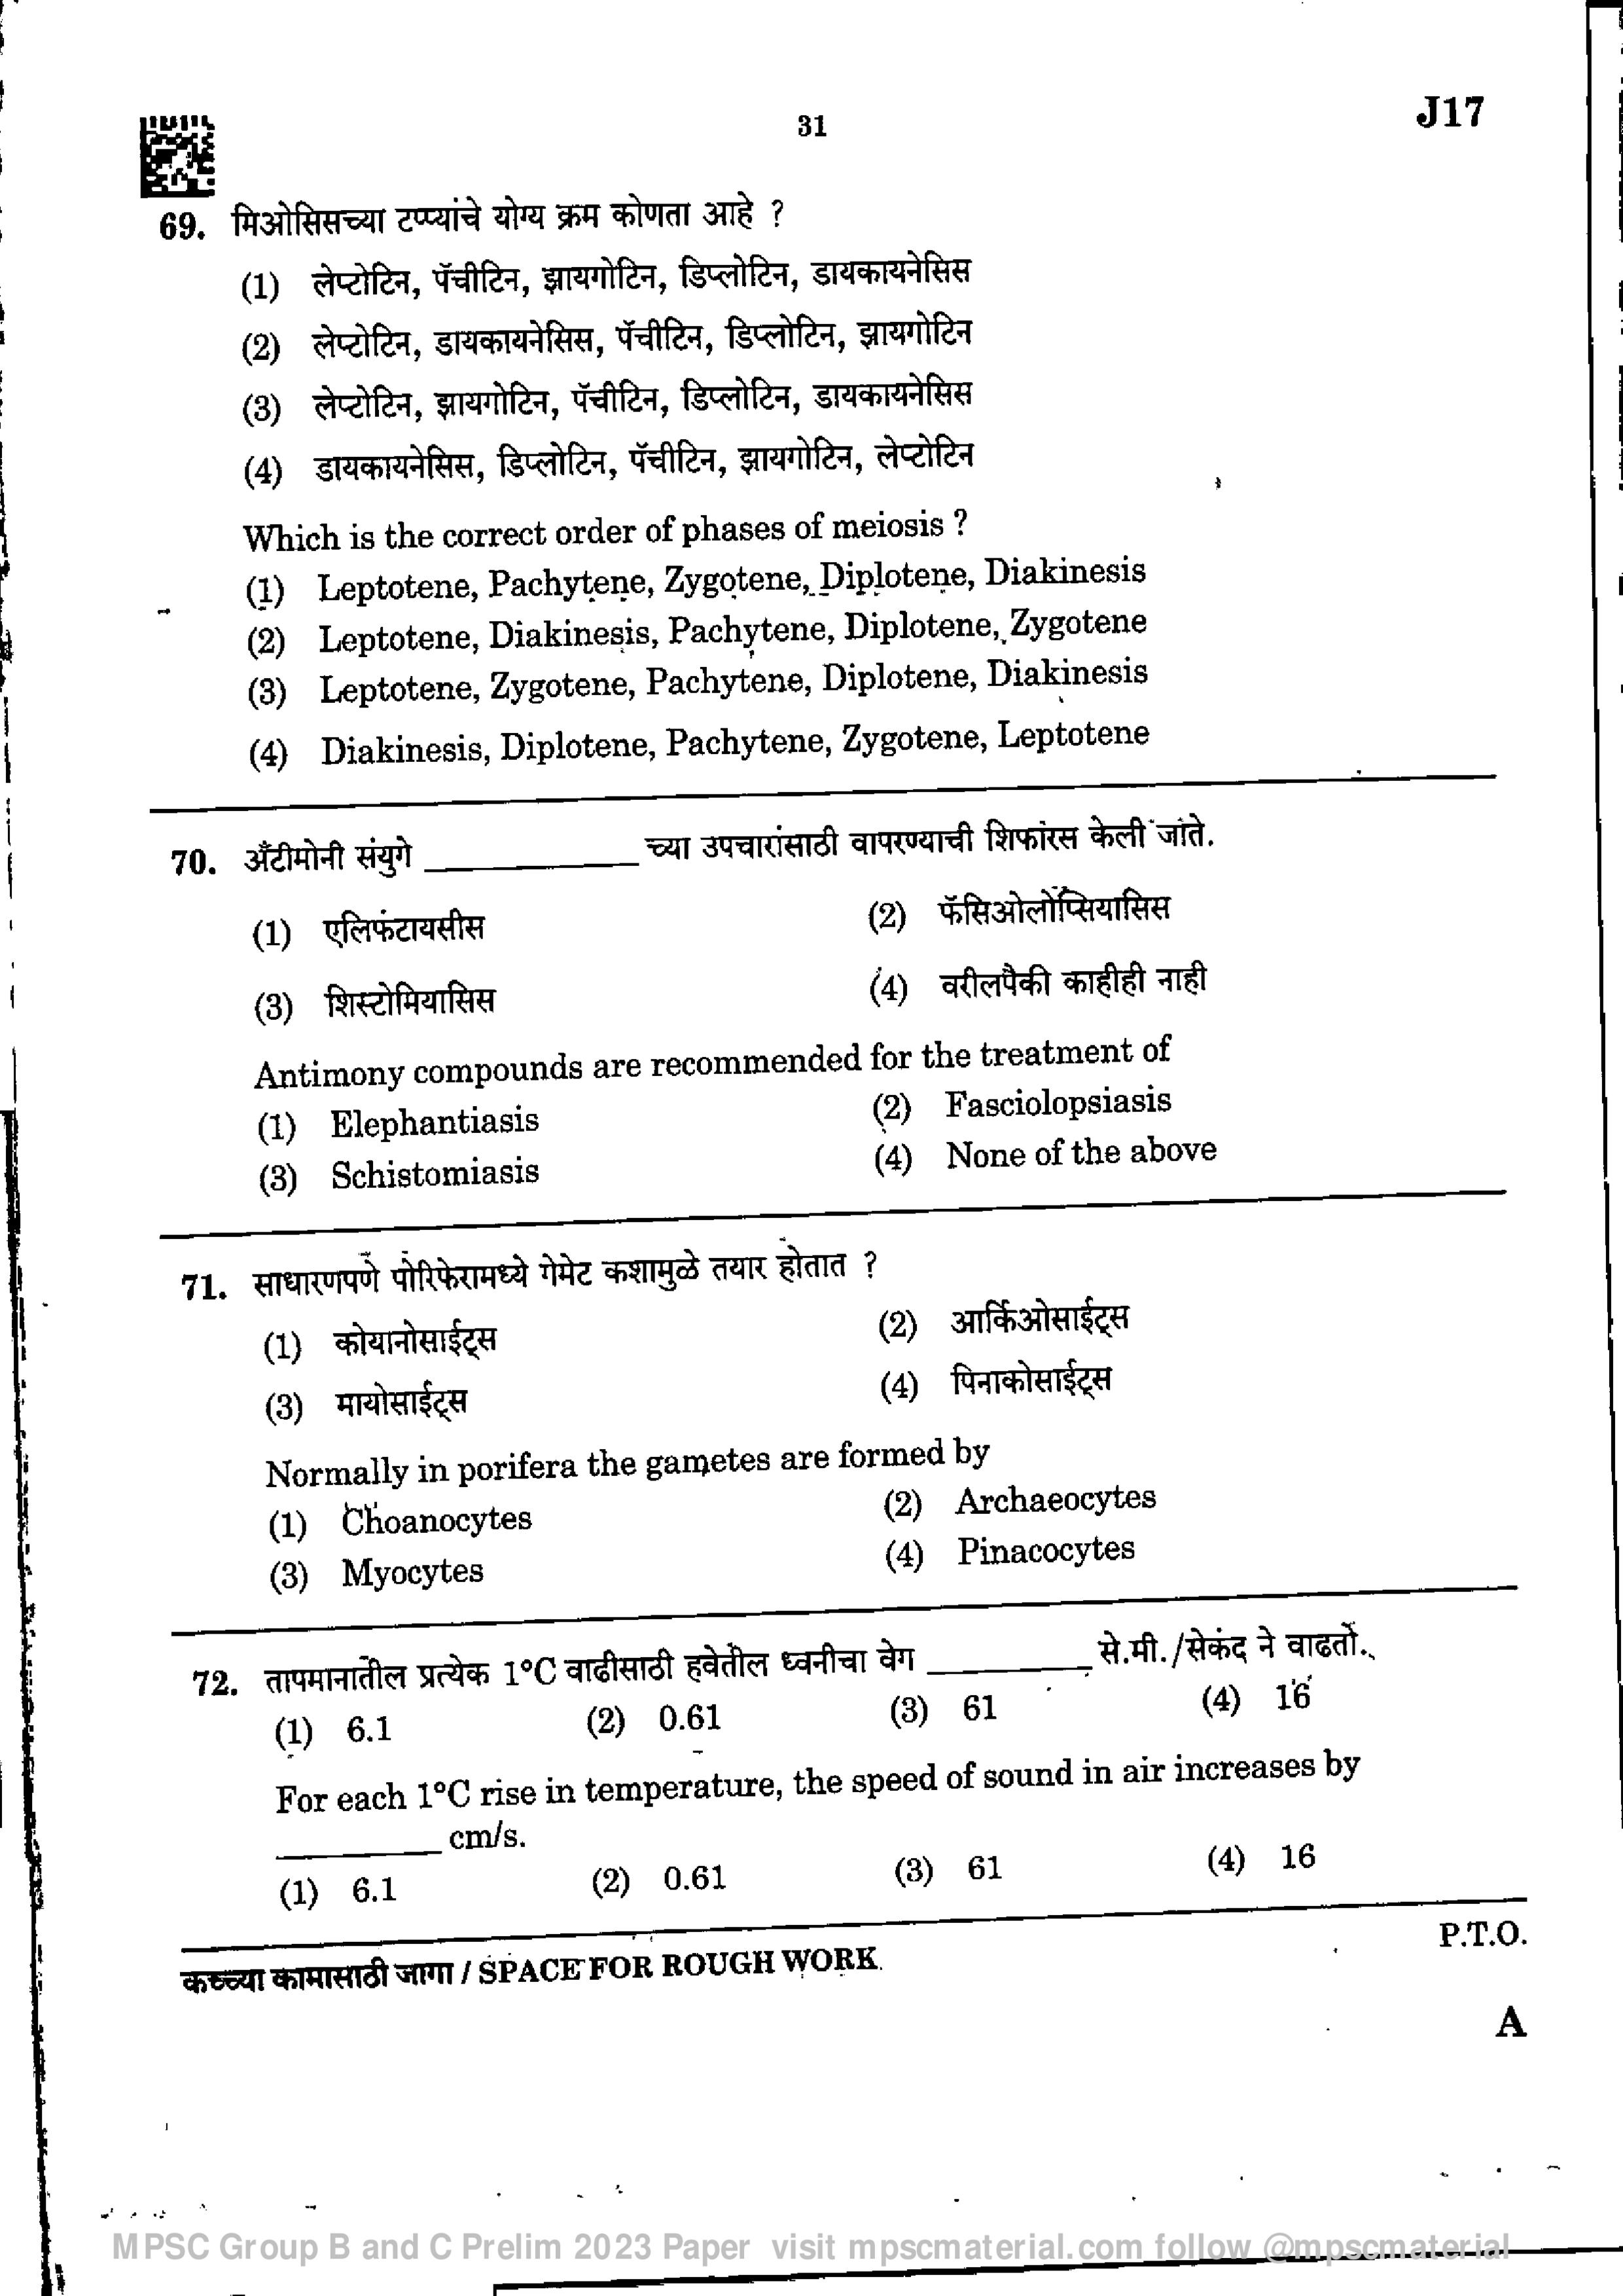 31
J17
69. मिओसिसच्या टप्प्यांचे योग्य क्रम कोणता आहे ?
(1) लेप्टोटिन, पॅचीटिन, झायगोटिन, डिप्लोटिन, डायकायनेसिस
(2) लेप्टोटिन, डायकायनेसिस, पॅचीटिन, डिप्लोटिन, झायगोटिन
(3) लेप्टोटिन, झायगोटिन, पॅचीटिन, डिप्लोटिन, डायकायनेसिस
(4) डायकायनेसिस, डिप्लोटिन, पॅचीटिन, झायगोटिन, लेप्टोटिन
Which is the correct order of phases of meiosis ?
(1) Leptotene, Pachytene, Zygotene, Diplotene, Diakinesis
(2) Leptotene, Diakinesis, Pachytene, Diplotene, Zygotene
(3) Leptotene, Zygotene, Pachytene, Diplotene, Diakinesis
(4) Diakinesis, Diplotene, Pachytene, Zygotene, Leptotene
70. अँटीमोनी संयुगे __________ च्या उपचारांसाठी वापरण्याची शिफारस केली जाते.
(1) एलिफंटायसीस (2) फॅसिओलोप्सियासिस
(3) शिस्टोमियासिस (4) वरीलपैकी काहीही नाही
Antimony compounds are recommended for the treatment of
(1) Elephantiasis (2) Fasciolopsiasis
(3) Schistomiasis (4) None of the above
71. साधारणपणे पोरिफेरामध्ये गेमेट कशामुळे तयार होतात ?
(1) कोयानोसाईट्स (2) आर्किओसाईट्स
(3) मायोसाईट्स (4) पिनाकोसाईट्स
Normally in porifera the gametes are formed by
(1) Choanocytes (2) Archaeocytes
(3) Myocytes (4) Pinacocytes
72. तापमानातील प्रत्येक 1°C वाढीसाठी हवेतील ध्वनीचा वेग ________ से.मी./सेकंद ने वाढतो.
(1) 6.1 (2) 0.61 (3) 61 (4) 16
For each 1°C rise in temperature, the speed of sound in air increases by
________ cm/s.
(1) 6.1 (2) 0.61 (3) 61 (4) 16
कच्च्या कामासाठी जागा / SPACE FOR ROUGH WORK
P.T.O.
A
MPSC Group B and C Prelim 2023 Paper visit mpscmaterial.com follow @mpscmaterial